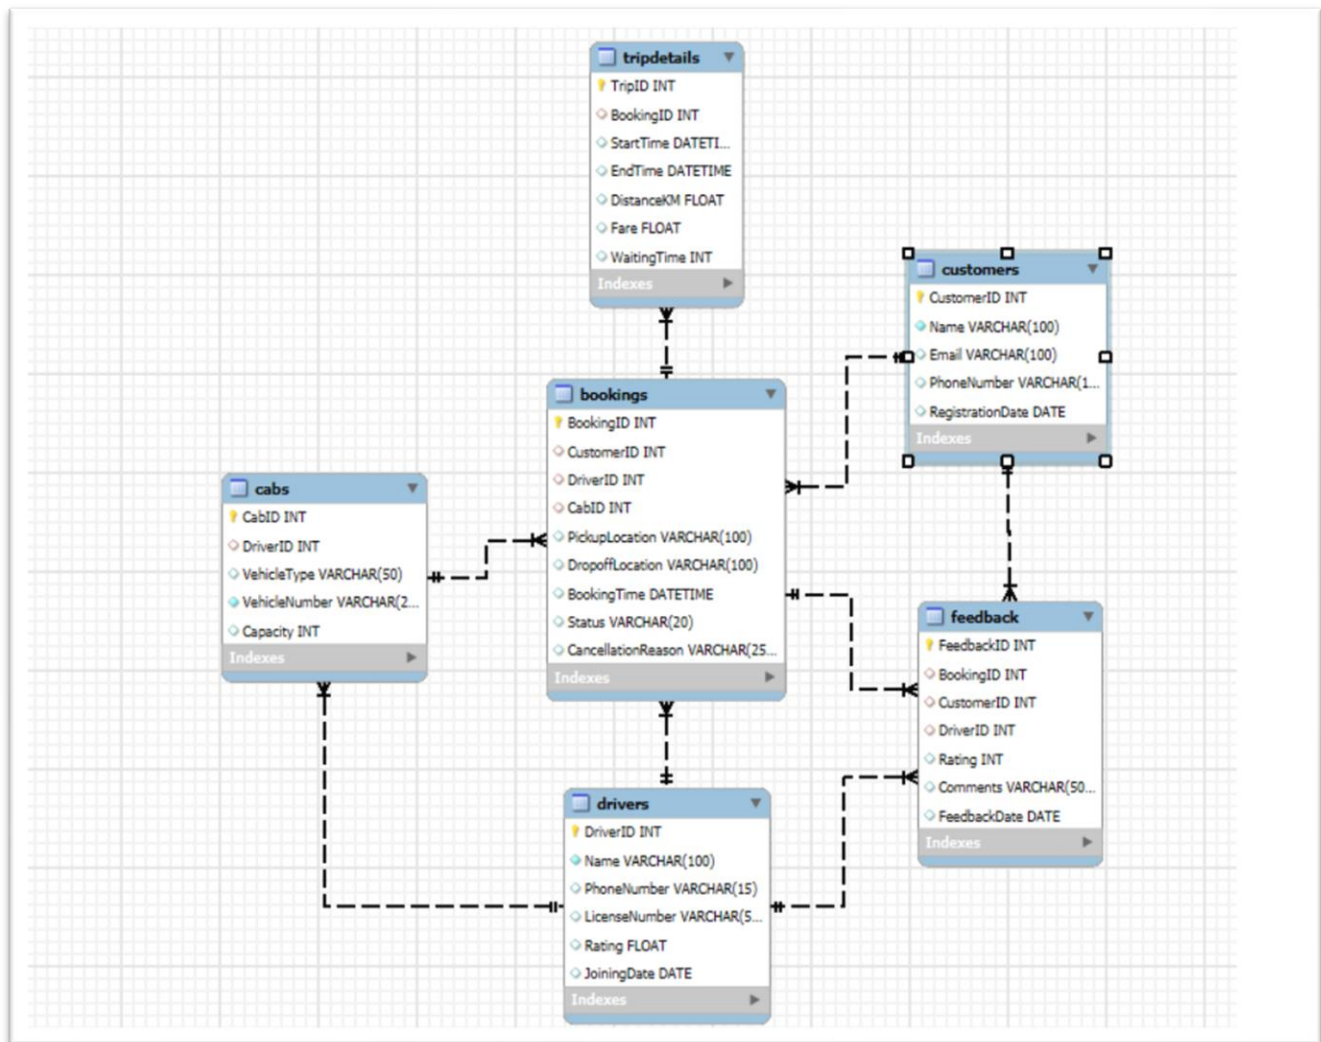 tripdetails
TripID INT
BookingID INT
StartTime DATETI...
EndTime DATETIME
DistanceKM FLOAT
Fare FLOAT
WaitingTime INT
Indexes
customers
CustomerID INT
Name VARCHAR(100)
Email VARCHAR(100)
PhoneNumber VARCHAR(1...
RegistrationDate DATE
Indexes
bookings
BookingID INT
CustomerID INT
DriverID INT
CabID INT
PickupLocation VARCHAR(100)
DropoffLocation VARCHAR(100)
BookingTime DATETIME
Status VARCHAR(20)
CancellationReason VARCHAR(25...
Indexes
cabs
CabID INT
DriverID INT
VehicleType VARCHAR(50)
VehicleNumber VARCHAR(2...
Capacity INT
Indexes
feedback
FeedbackID INT
BookingID INT
CustomerID INT
DriverID INT
Rating INT
Comments VARCHAR(50...
FeedbackDate DATE
Indexes
drivers
DriverID INT
Name VARCHAR(100)
PhoneNumber VARCHAR(15)
LicenseNumber VARCHAR(5...
Rating FLOAT
JoiningDate DATE
Indexes